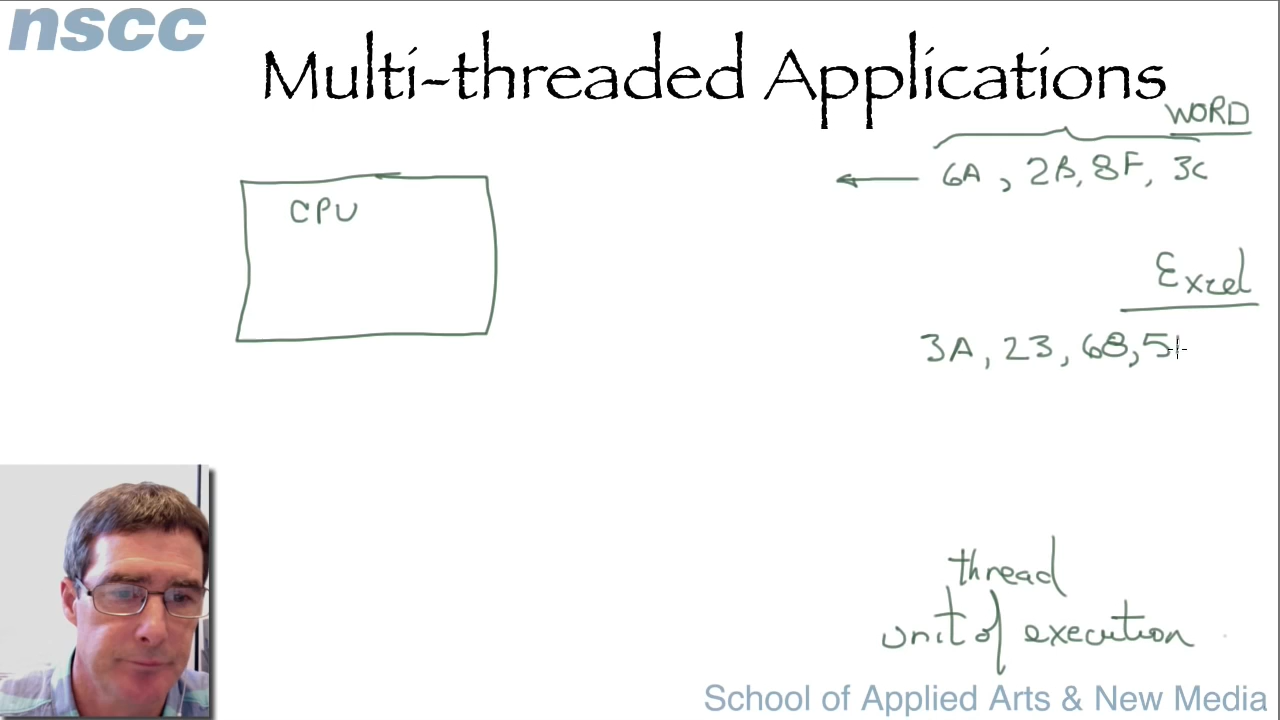 nscc
Multi-threaded Applications
WORD
CPU
6A, 2B, 8F, 3C
Excel
3A, 23, 68, 5
thread
unit of execution
School of Applied Arts & New Media